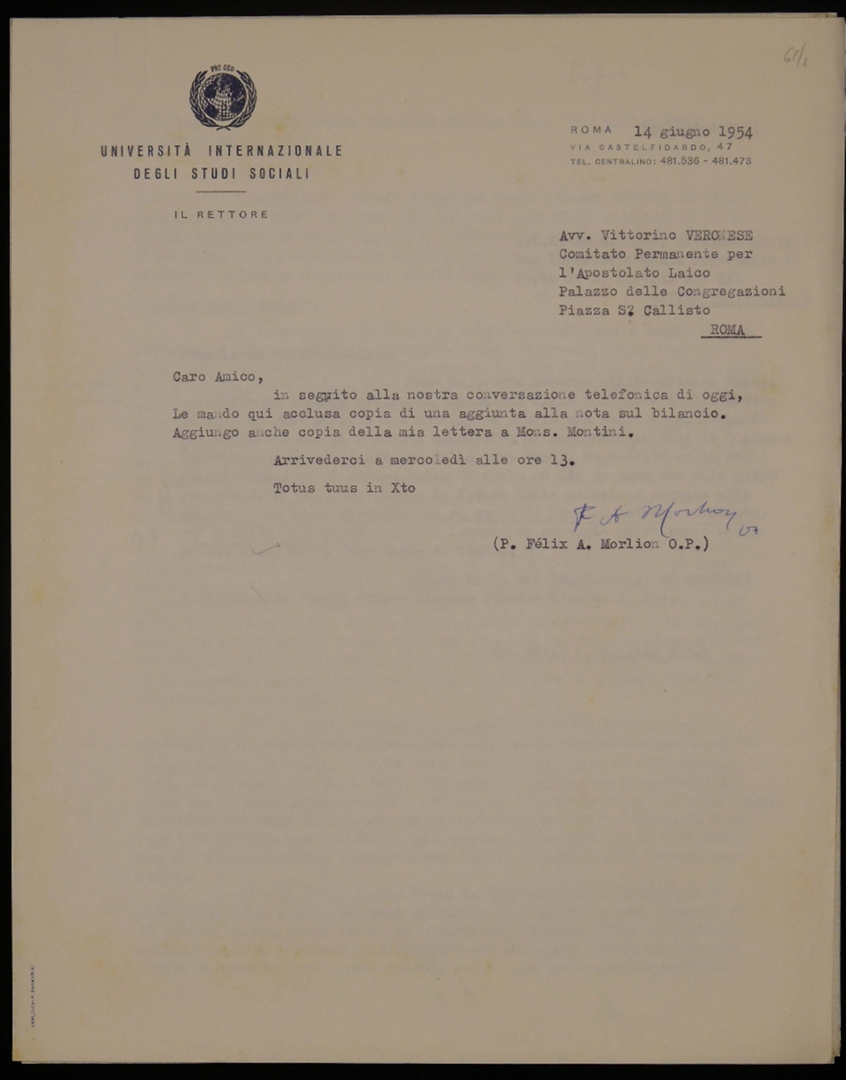 61/1
PRO DEO
UNIVERSITÀ INTERNAZIONALE
DEGLI STUDI SOCIALI
IL RETTORE
ROMA 14 giugno 1954
VIA CASTELFIDARDO, 47
TEL. CENTRALINO: 481.536 - 481.473
Avv. Vittorino VERONESE
Comitato Permanente per
l'Apostolato Laico
Palazzo delle Congregazioni
Piazza S. Callisto
ROMA
Caro Amico,
in seguito alla nostra conversazione telefonica di oggi,
Le mando qui acclusa copia di una aggiunta alla nota sul bilancio.
Aggiungo anche copia della mia lettera a Mons. Montini.
Arrivederci a mercoledì alle ore 13.
Totus tuus in Xto
F A Morlion
(P. Félix A. Morlion O.P.)